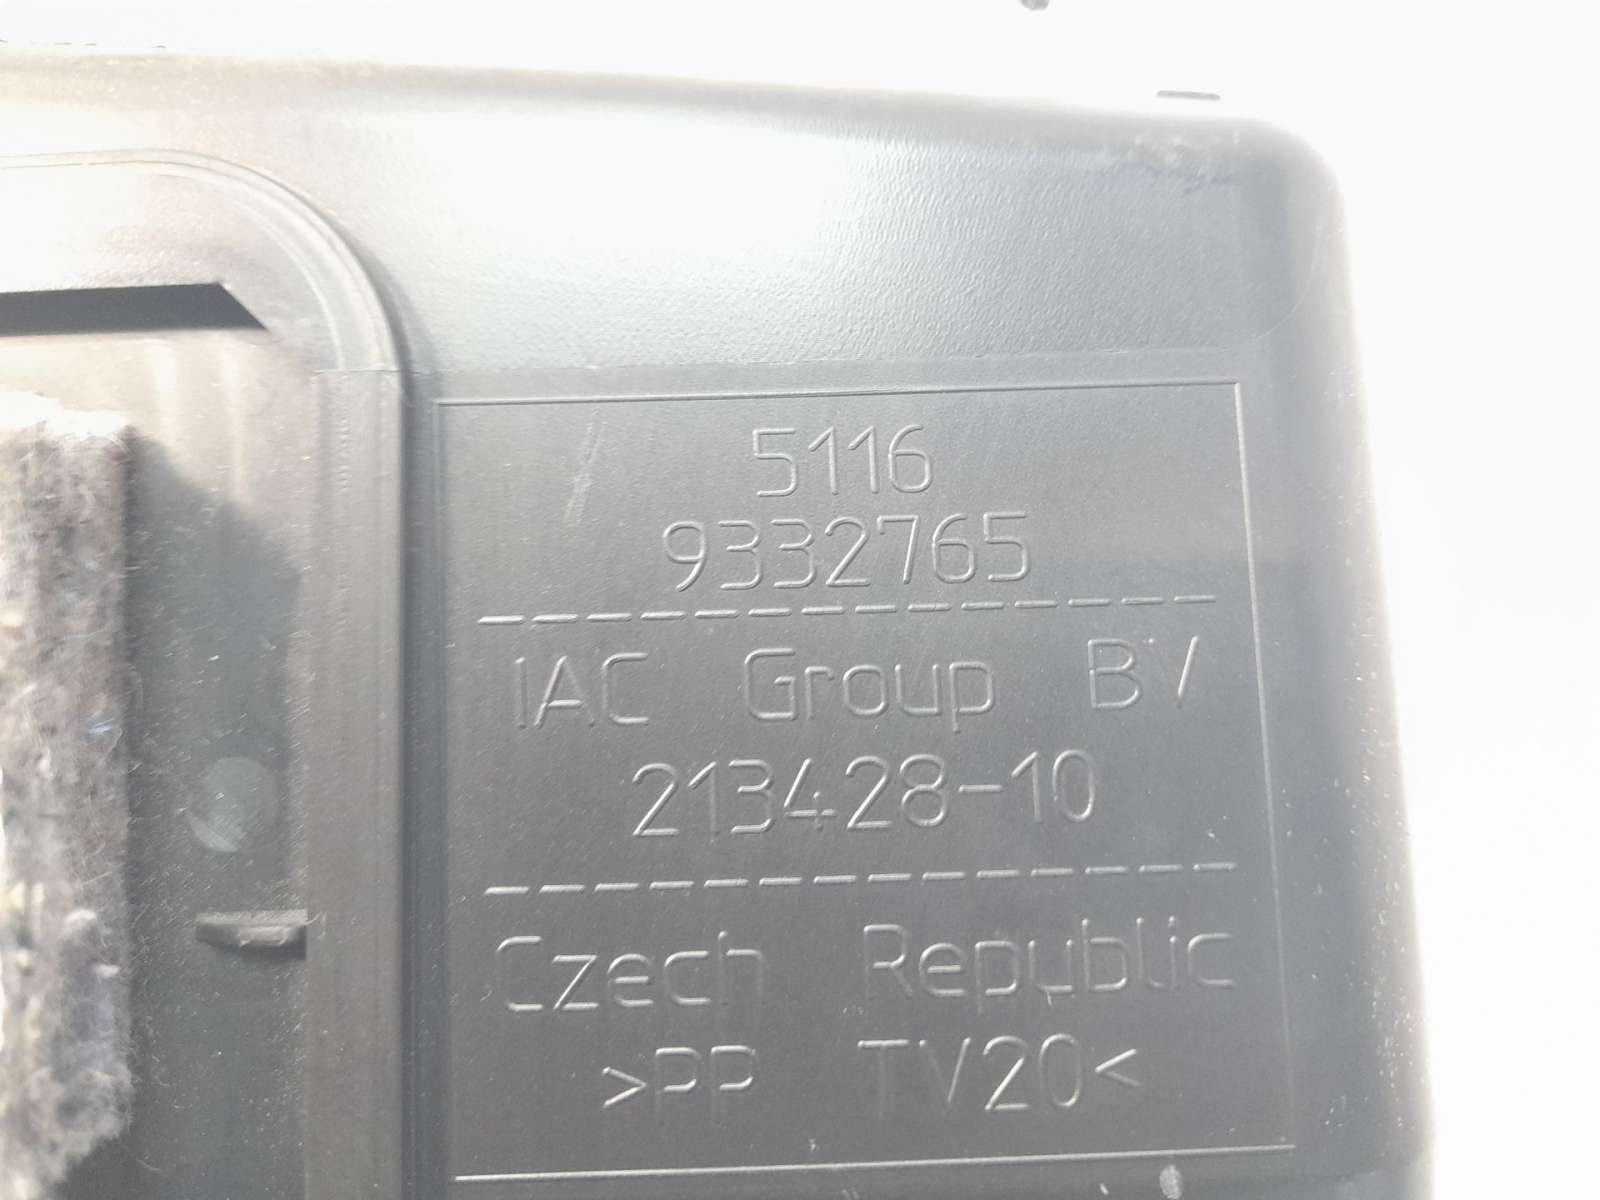 5116
9332765
IAC Group BV
213428-10
Czech Republic
>PP TV20<